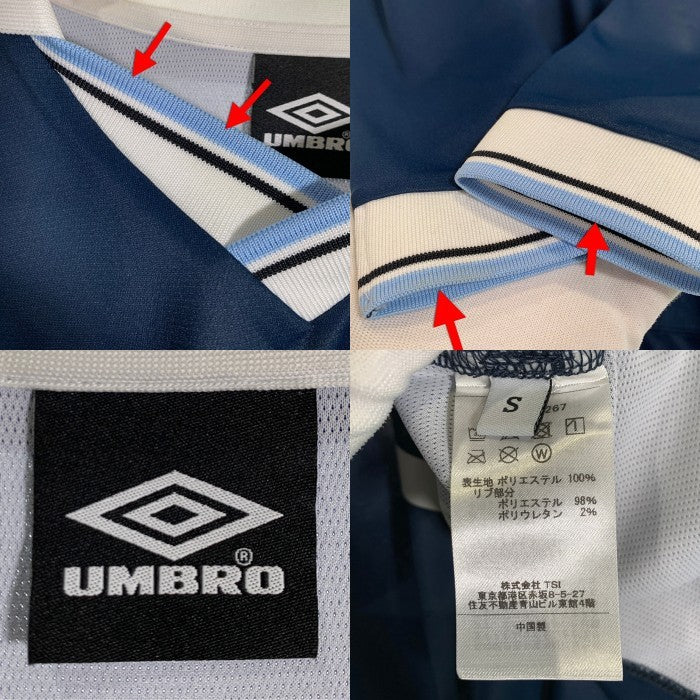 UMBRO
UMBRO®
S
267
表生地 ポリエステル 100%
リブ部分
ポリエステル 98%
ポリウレタン 2%
株式会社 TSI
東京都港区赤坂8-5-27
住友不動産青山ビル東館4階
中国製